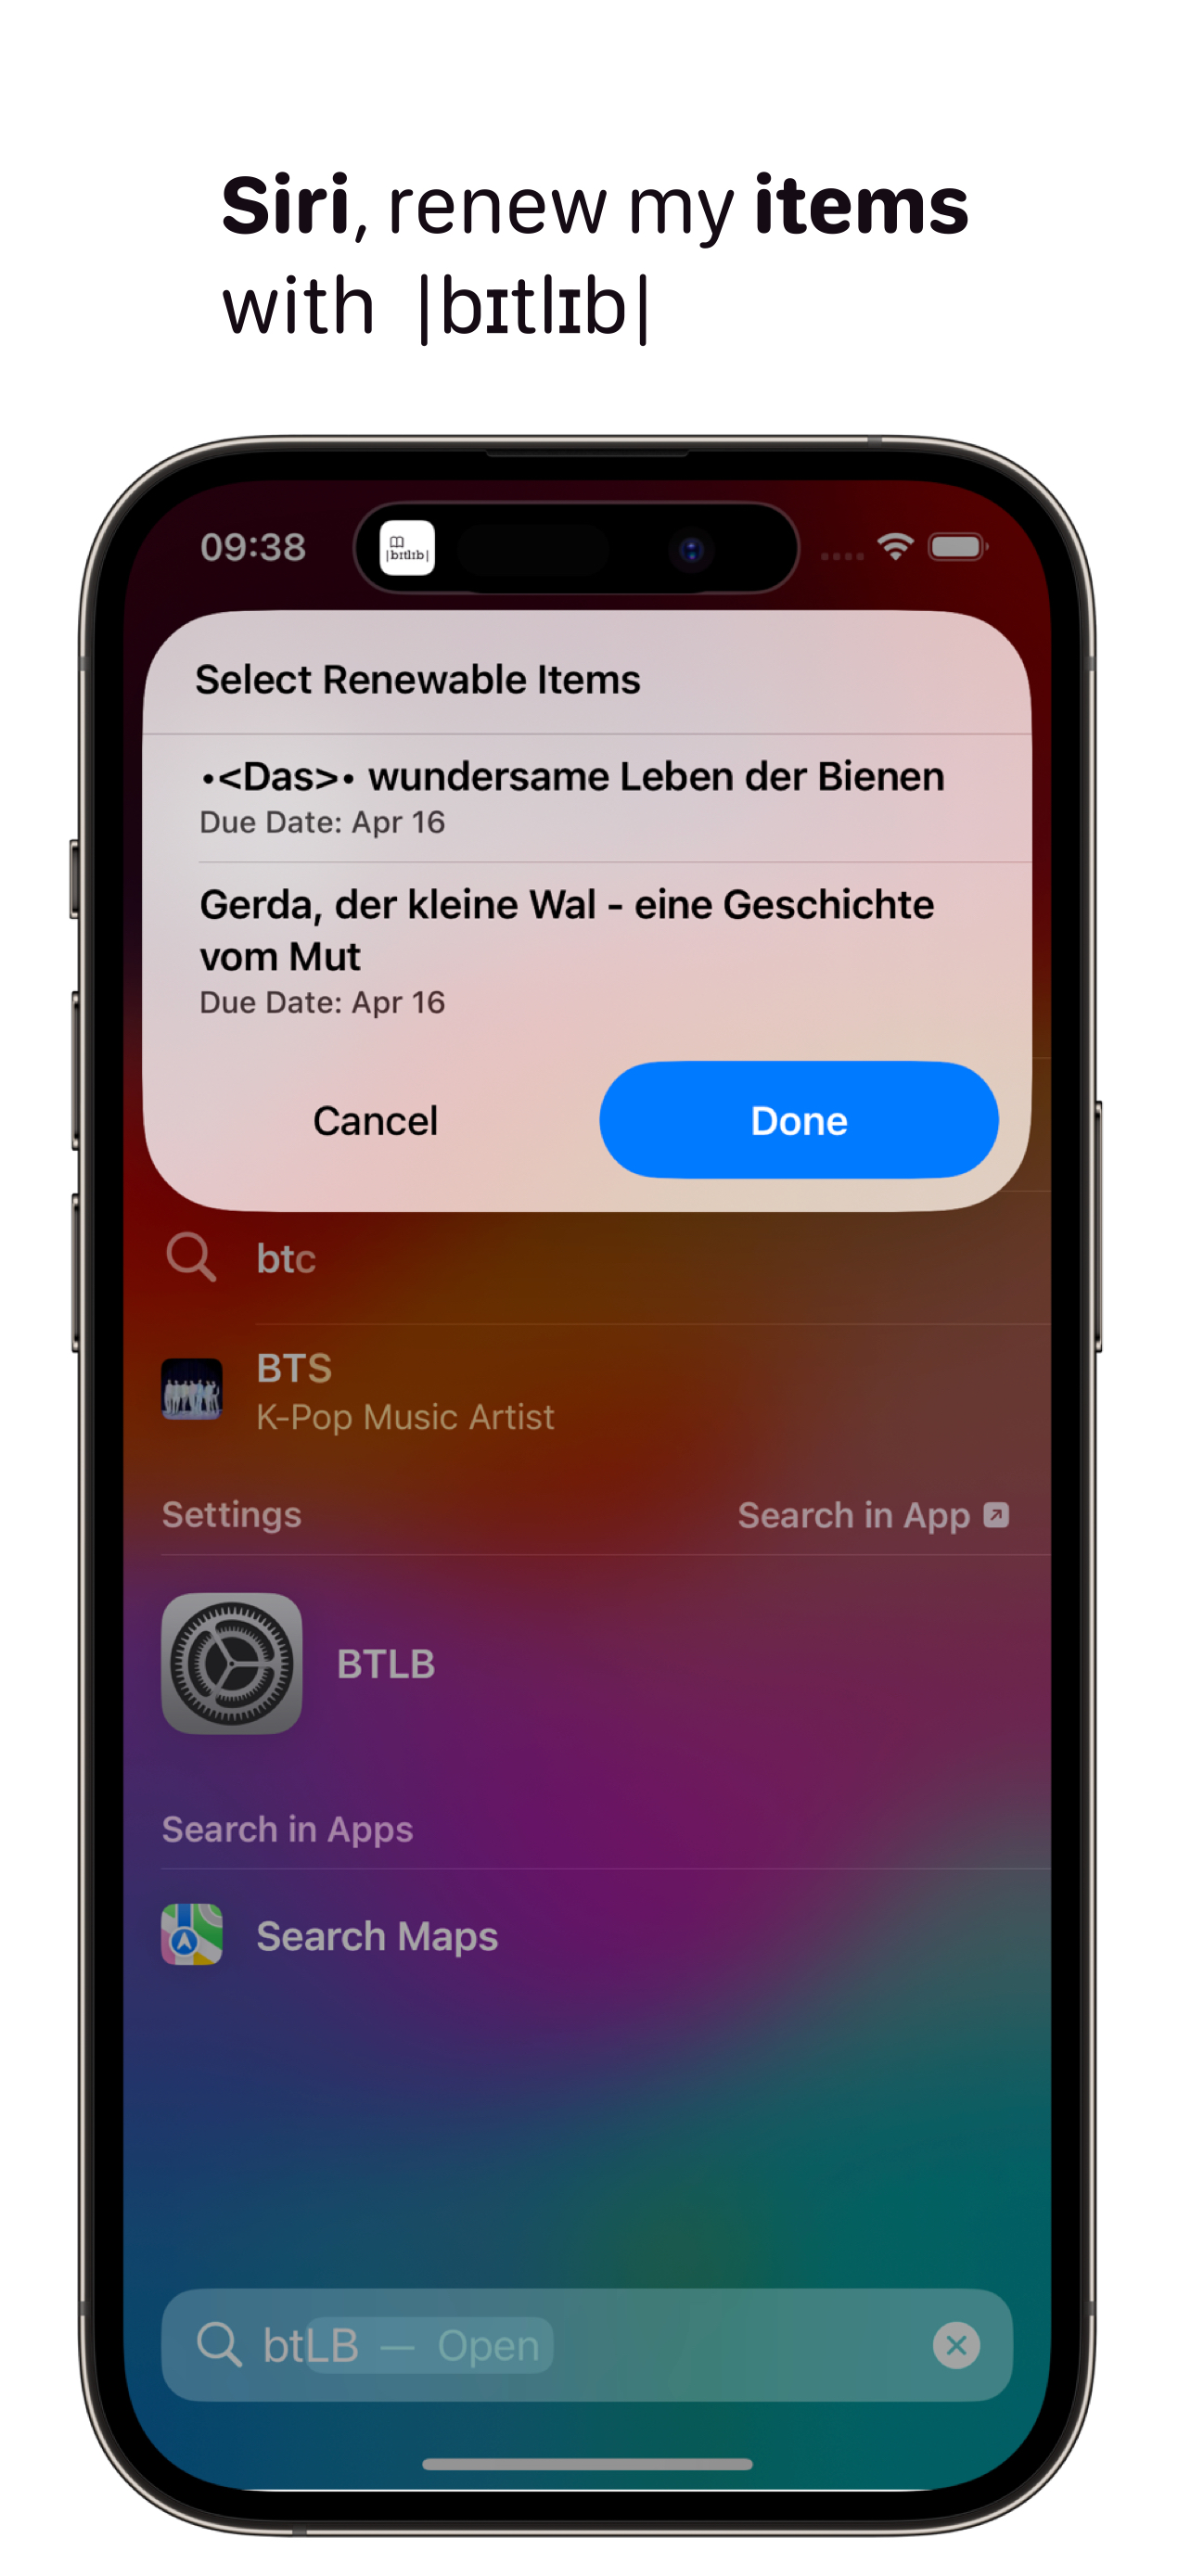 Siri, renew my items
with |bɪtlɪb|
09:38
|bɪtlɪb|
Select Renewable Items
•<Das>• wundersame Leben der Bienen
Due Date: Apr 16
Gerda, der kleine Wal - eine Geschichte
vom Mut
Due Date: Apr 16
Cancel
Done
btc
BTS
K-Pop Music Artist
Settings
Search in App
BTLB
Search in Apps
Search Maps
btLB — Open